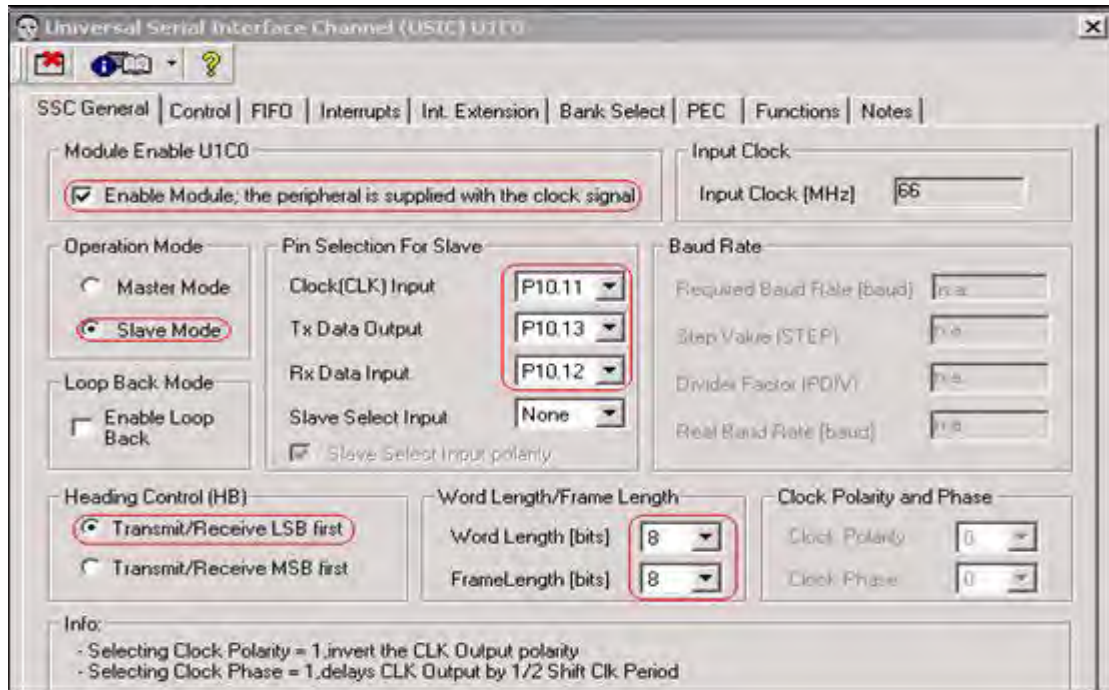 Universal Serial Interface Channel (USIC) U1C0
SSC General Control FIFO Interrupts Int. Extension Bank Select PEC Functions Notes
Module Enable U1C0
Enable Module; the peripheral is supplied with the clock signal
Input Clock
Input Clock [MHz] 66
Operation Mode
Master Mode
Slave Mode
Pin Selection For Slave
Clock(CLK) Input P10.11
Tx Data Output P10.13
Rx Data Input P10.12
Slave Select Input None
Slave Select Input polarity
Baud Rate
Required Baud Rate [baud] n.a.
Step Value (STEP) n.a.
Divider Factor (PDIV) n.a.
Real Baud Rate [baud] n.a.
Loop Back Mode
Enable Loop
Back
Heading Control (HB)
Transmit/Receive LSB first
Transmit/Receive MSB first
Word Length/Frame Length
Word Length [bits] 8
FrameLength [bits] 8
Clock Polarity and Phase
Clock Polarity 0
Clock Phase 0
Info:
- Selecting Clock Polarity = 1,invert the CLK Output polarity
- Selecting Clock Phase = 1,delays CLK Output by 1/2 Shift Clk Period